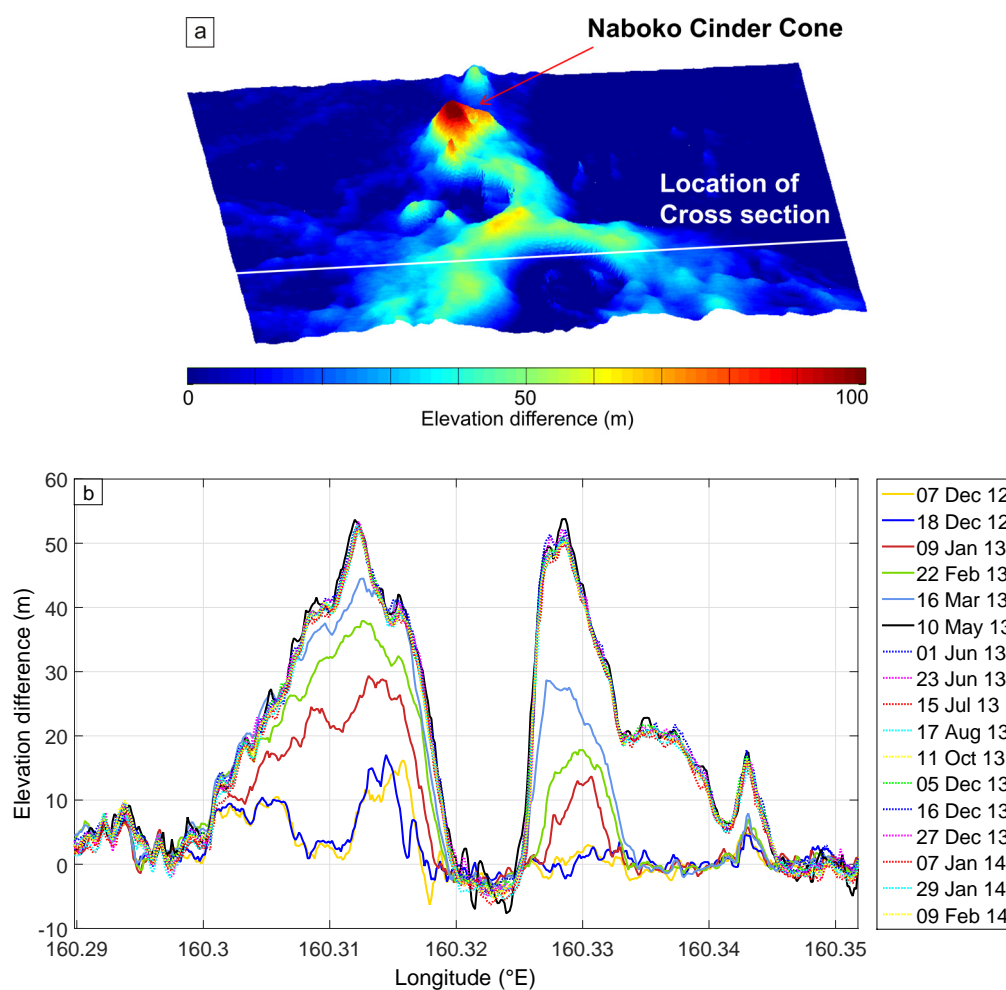 a
Naboko Cinder Cone
Location of
Cross section
0
50
100
Elevation difference (m)
b
60
50
40
30
20
10
0
-10
Elevation difference (m)
160.29
160.3
160.31
160.32
160.33
160.34
160.35
Longitude (°E)
07 Dec 12
18 Dec 12
09 Jan 13
22 Feb 13
16 Mar 13
10 May 13
01 Jun 13
23 Jun 13
15 Jul 13
17 Aug 13
11 Oct 13
05 Dec 13
16 Dec 13
27 Dec 13
07 Jan 14
29 Jan 14
09 Feb 14